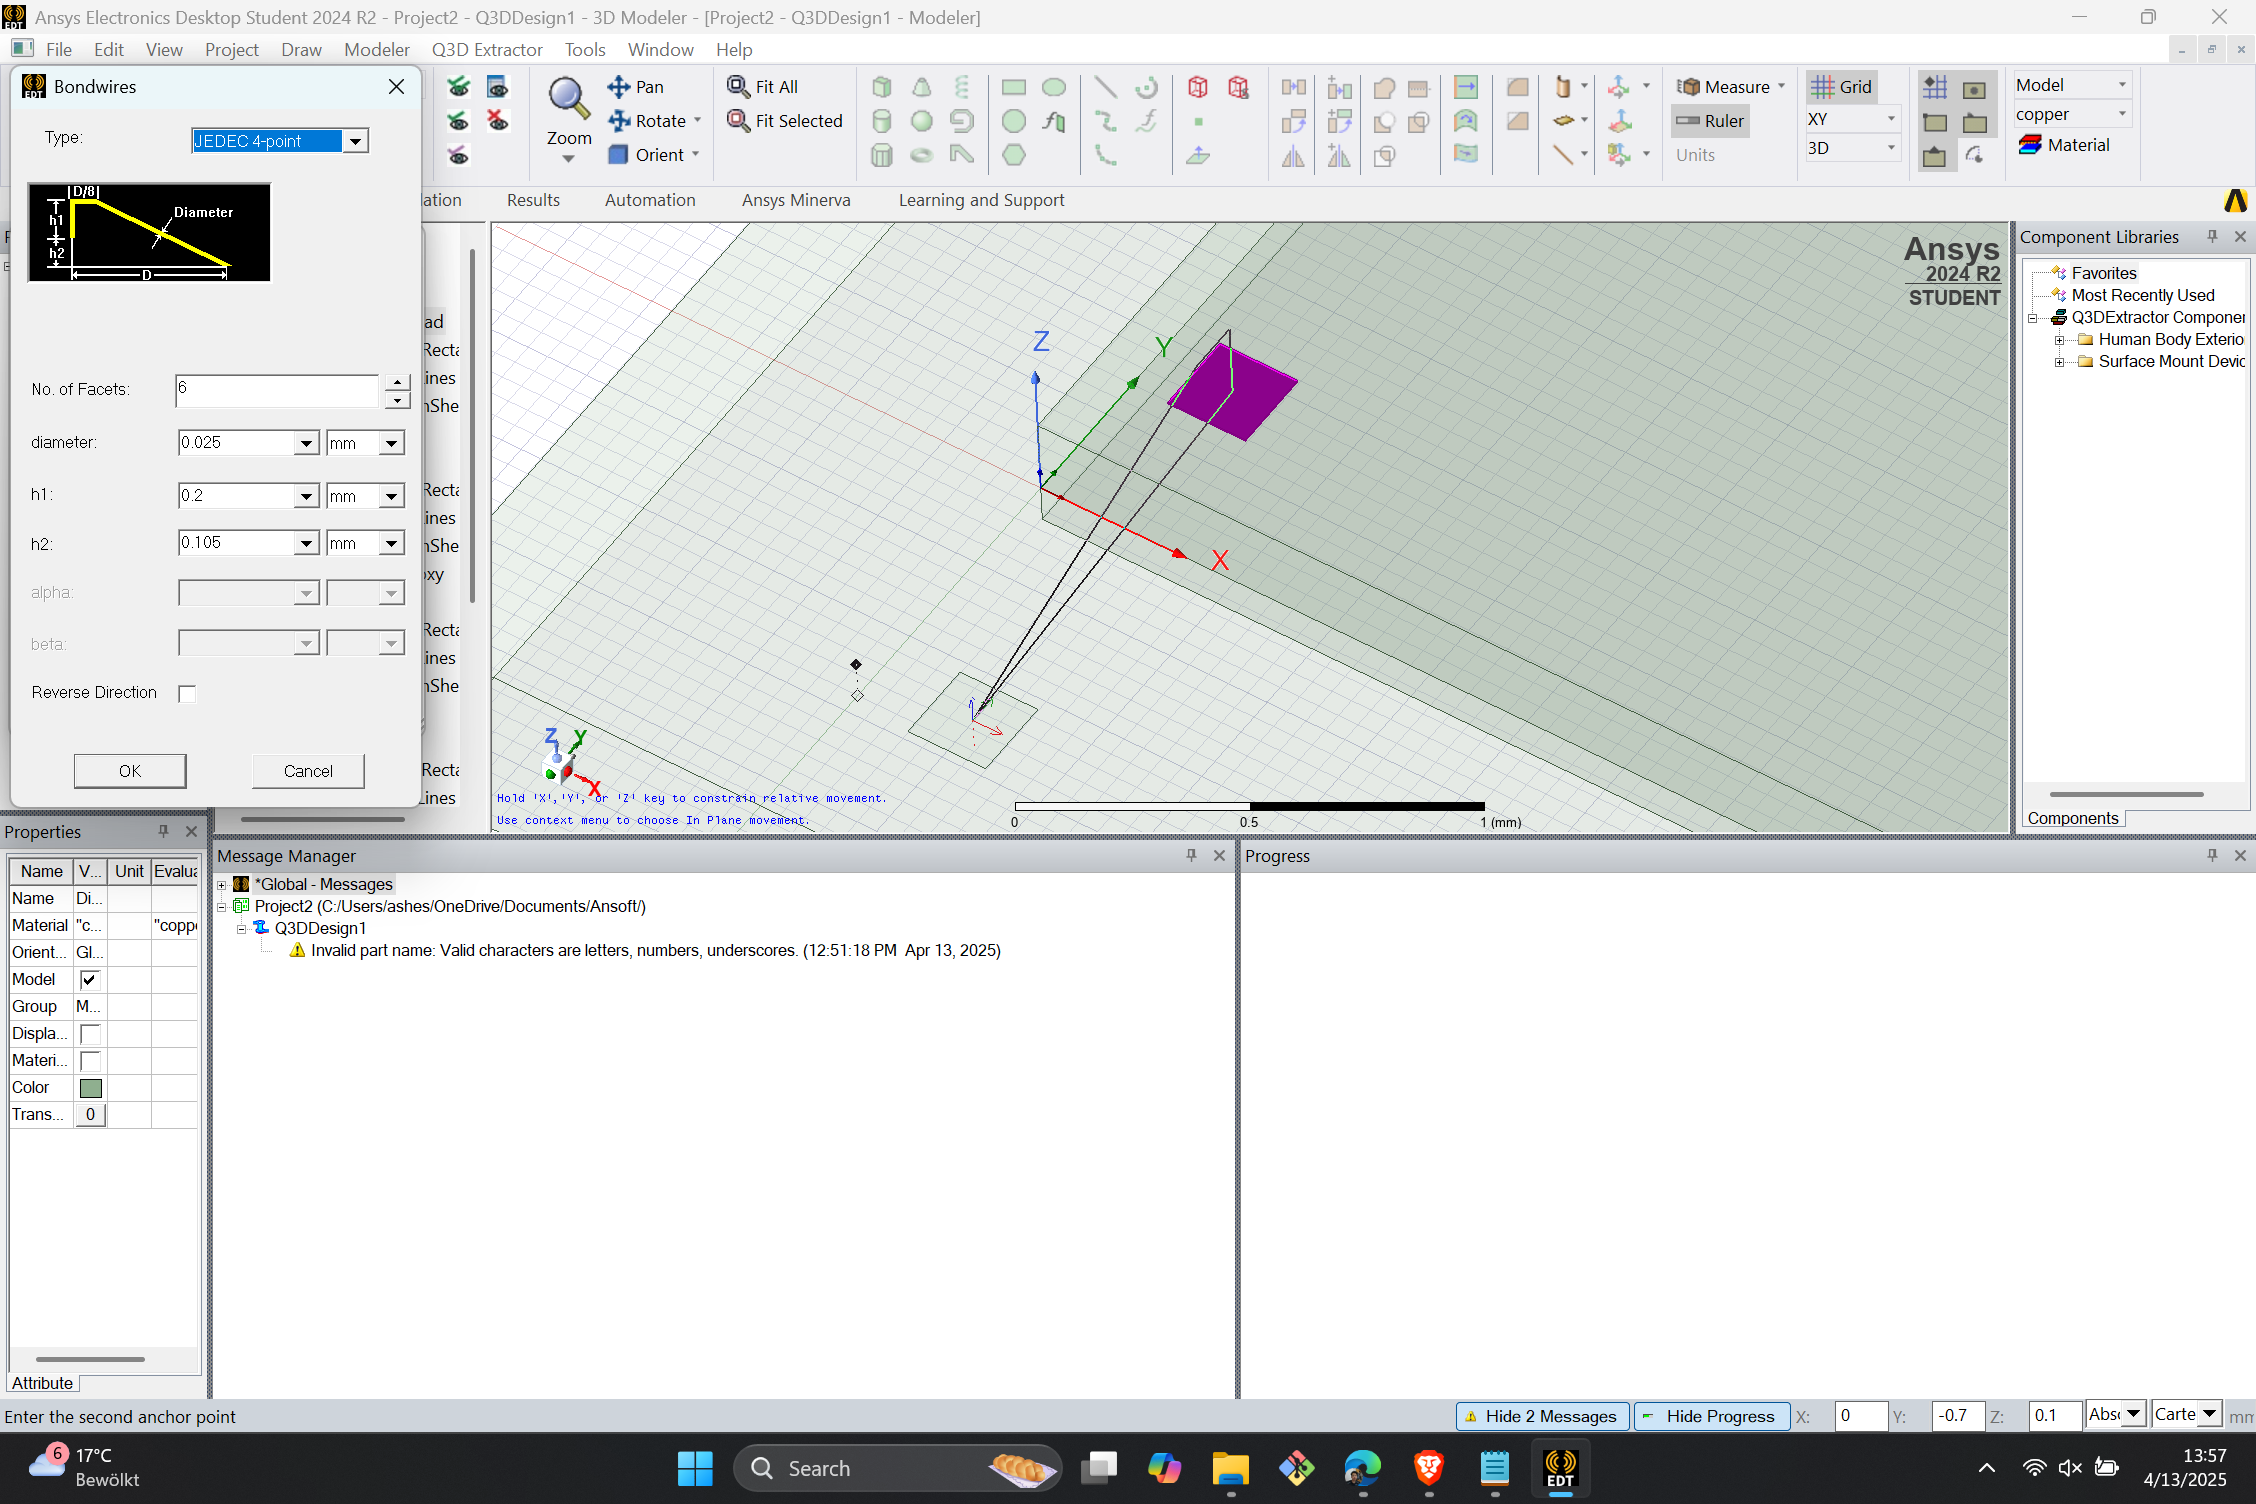 Ansys Electronics Desktop Student 2024 R2 - Project2 - Q3DDesign1 - 3D Modeler - [Project2 - Q3DDesign1 - Modeler]
File Edit View Project Draw Modeler Q3D Extractor Tools Window Help
Bondwires
Type: JEDEC 4-point
D/8
h1
h2
Diameter
D
No. of Facets: 6
diameter: 0.025 mm
h1: 0.2 mm
h2: 0.105 mm
alpha:
beta:
Reverse Direction
OK Cancel
Zoom
Pan
Rotate
Orient
Fit All
Fit Selected
Measure
Ruler
Units
Grid
XY
3D
Model
copper
Material
lation Results Automation Ansys Minerva Learning and Support
ad
Recta
ines
nShe
Recta
ines
nShe
oxy
Recta
ines
nShe
Recta
Lines
Z
Y
X
Z
Y
X
Ansys
2024 R2
STUDENT
Hold 'X','Y', or 'Z' key to constrain relative movement.
Use context menu to choose In Plane movement.
0 0.5 1 (mm)
Component Libraries
Favorites
Most Recently Used
Q3DExtractor Componer
Human Body Exterio
Surface Mount Devic
Components
Properties
Name V... Unit Evalua
Name Di...
Material "c... "coppe
Orient... Gl...
Model
Group M...
Displa...
Materi...
Color
Trans... 0
Attribute
Message Manager
*Global - Messages
Project2 (C:/Users/ashes/OneDrive/Documents/Ansoft/)
Q3DDesign1
Invalid part name: Valid characters are letters, numbers, underscores. (12:51:18 PM Apr 13, 2025)
Progress
Enter the second anchor point
Hide 2 Messages Hide Progress X: 0 Y: -0.7 Z: 0.1 Abs Carte mm
6
17°C
Bewölkt
Search
EDT
13:57
4/13/2025